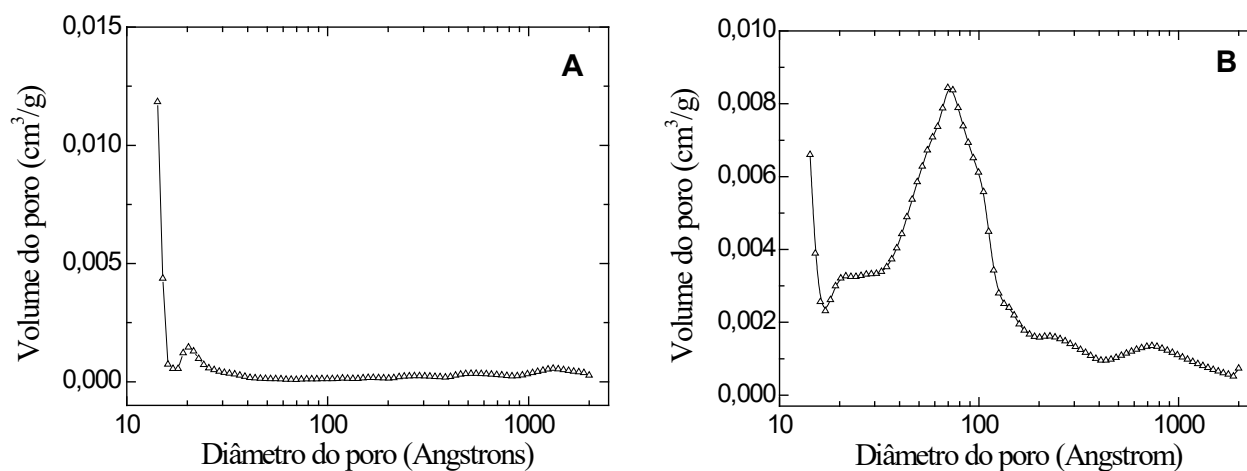 0,015
0,010
0,005
0,000
Volume do poro (cm³/g)
A
10
100
1000
Diâmetro do poro (Angstrons)
0,010
0,008
0,006
0,004
0,002
0,000
Volume do poro (cm³/g)
B
10
100
1000
Diâmetro do poro (Angstrom)